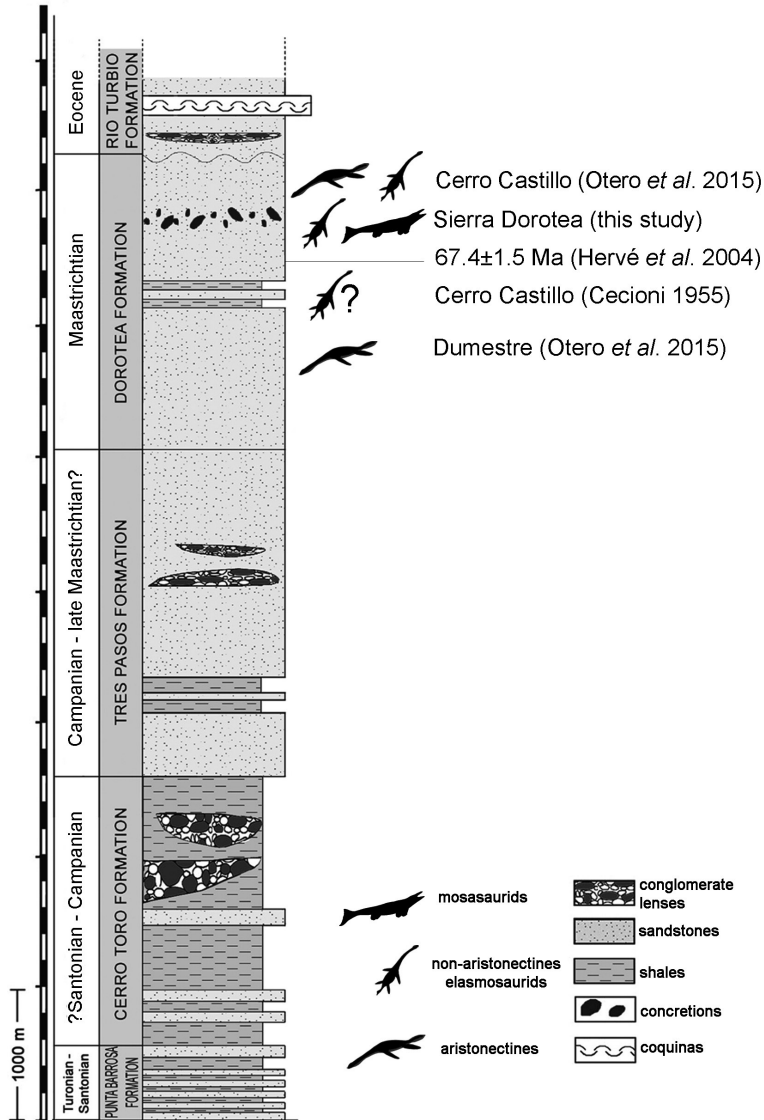 Eocene
RIO TURBIO
FORMATION
Cerro Castillo (Otero et al. 2015)
Sierra Dorotea (this study)
67.4±1.5 Ma (Hervé et al. 2004)
?
Cerro Castillo (Cecioni 1955)
Dumestre (Otero et al. 2015)
Maastrichtian
DOROTEA FORMATION
Campanian - late Maastrichtian?
TRES PASOS FORMATION
?Santonian - Campanian
CERRO TORO FORMATION
Turonian -
Santonian
PUNTA BARROSA
FORMATION
1000 m
mosasaurids
non-aristonectines
elasmosaurids
aristonectines
conglomerate
lenses
sandstones
shales
concretions
coquinas